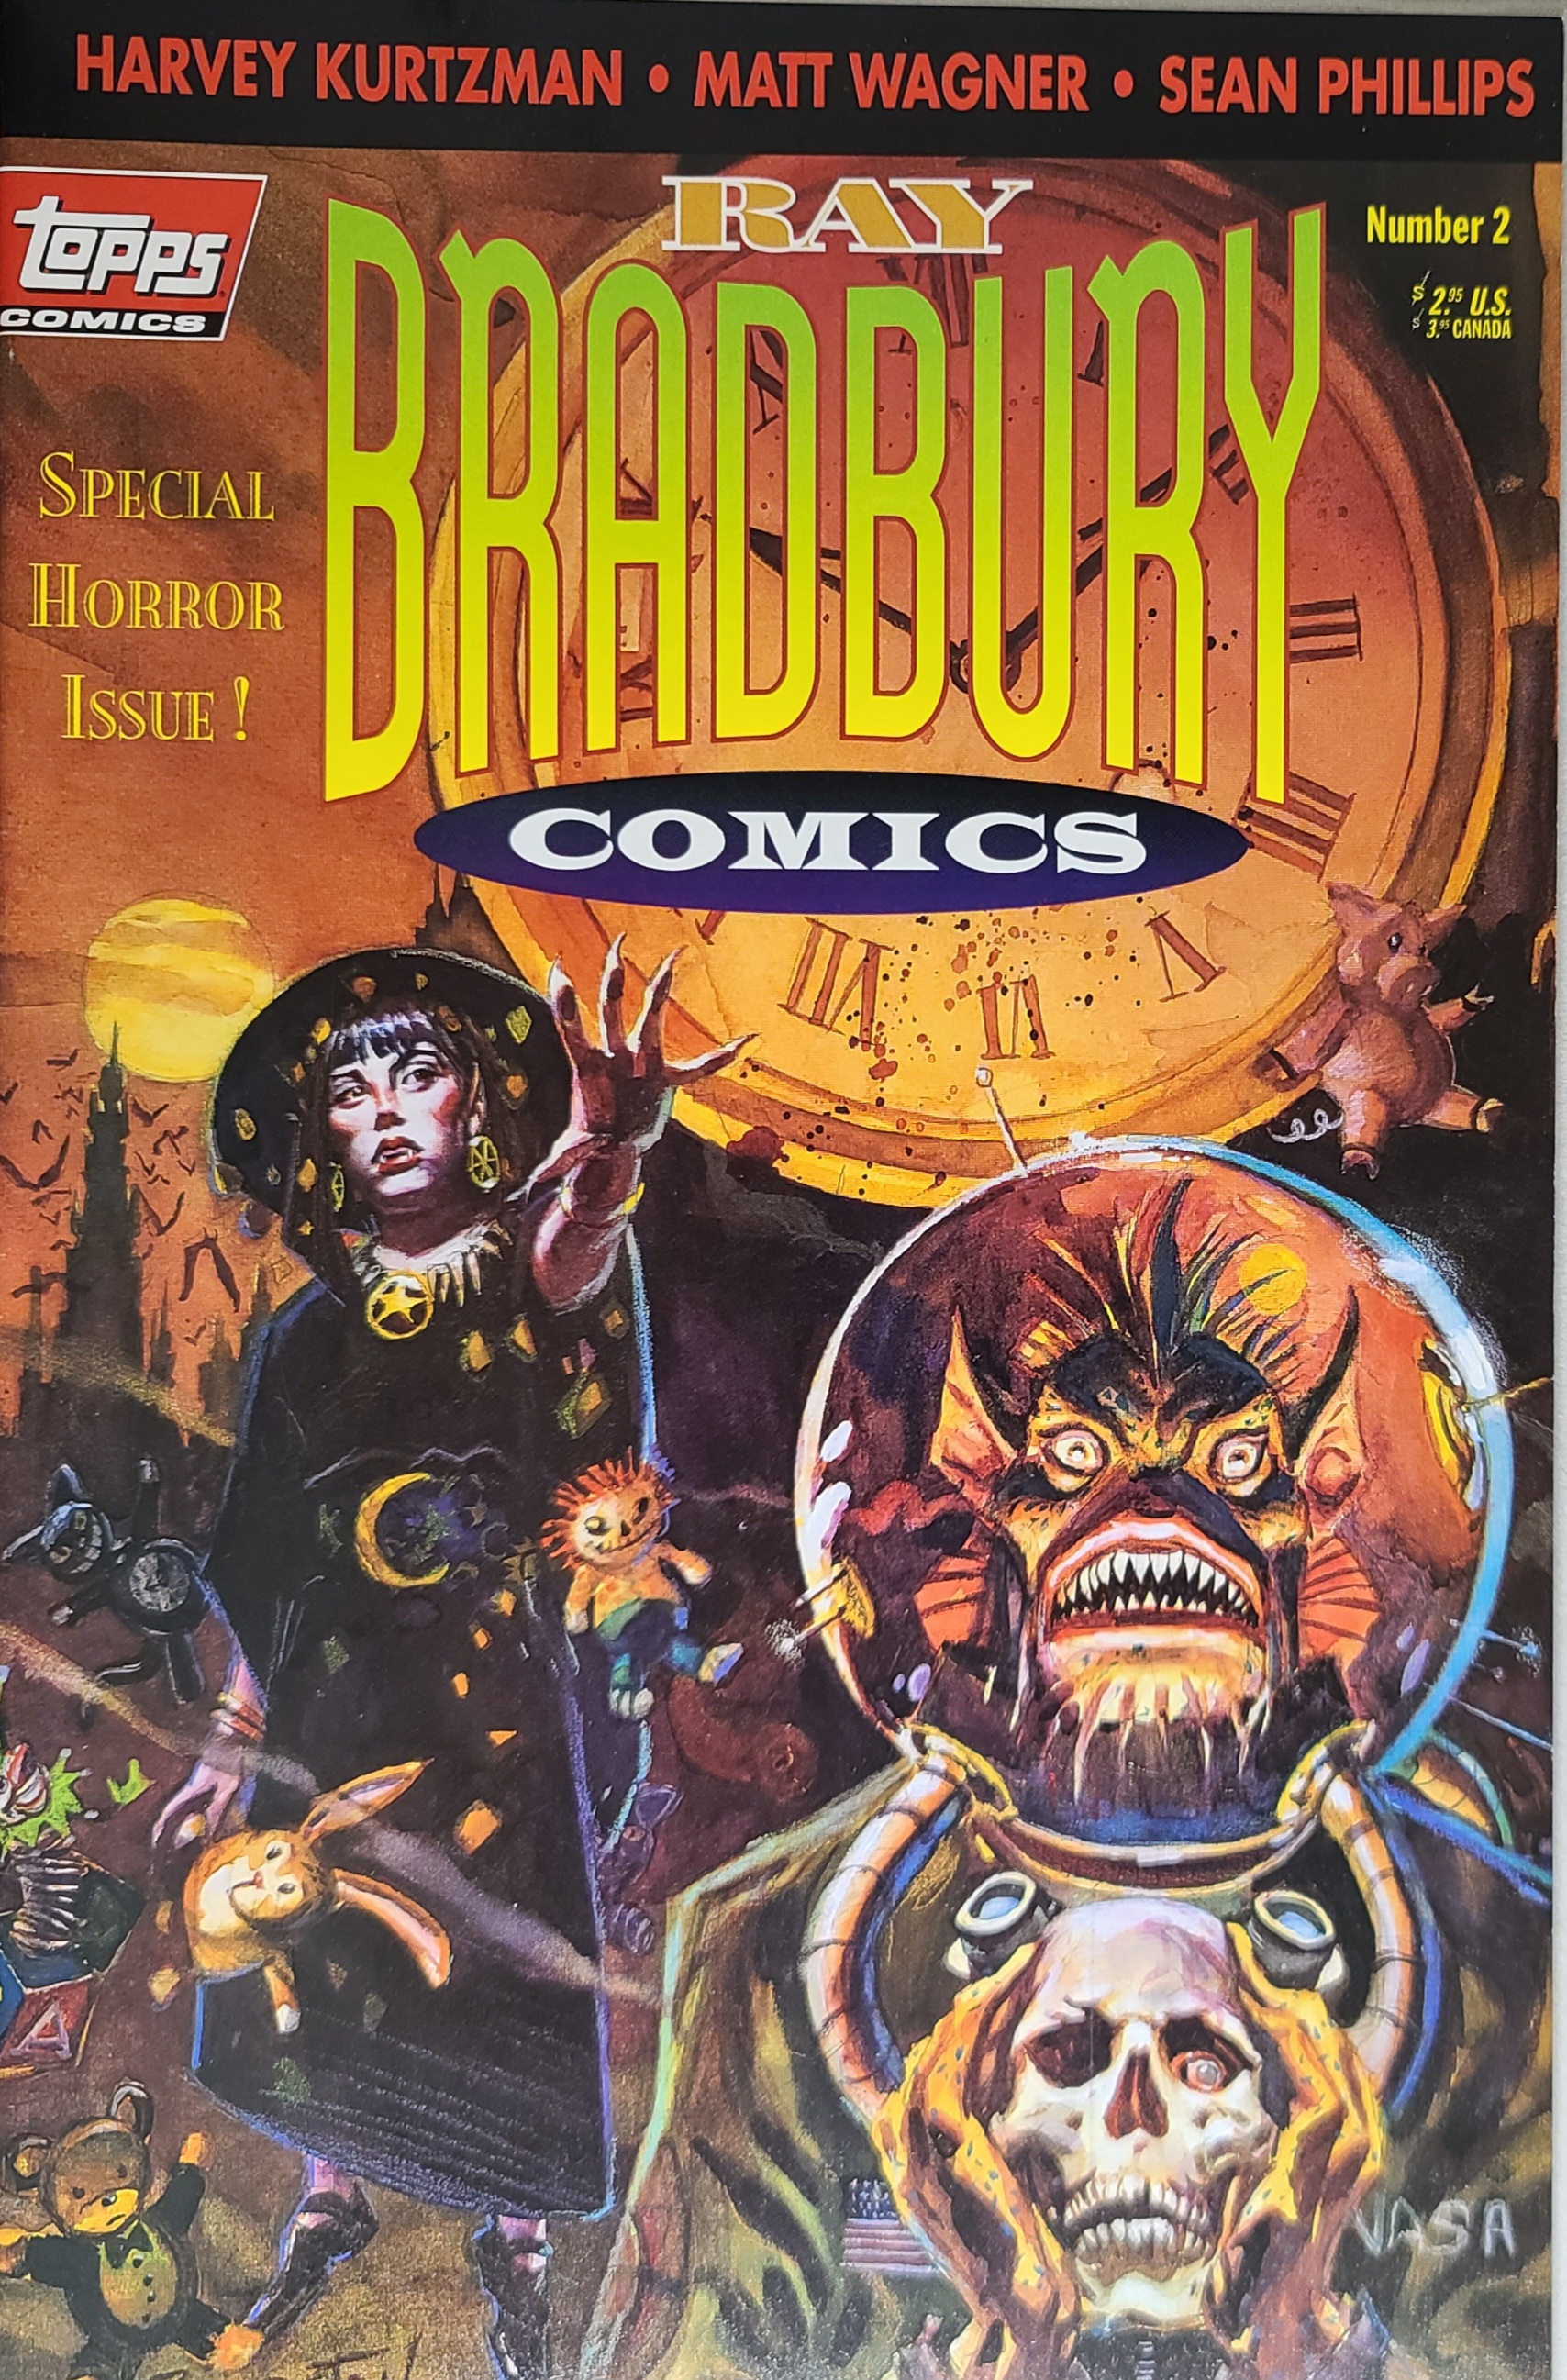 HARVEY KURTZMAN • MATT WAGNER • SEAN PHILLIPS
topps
COMICS
RAY
BRADBURY
COMICS
Number 2
$2.95 U.S.
$3.95 CANADA
SPECIAL
HORROR
ISSUE!
A
NASA